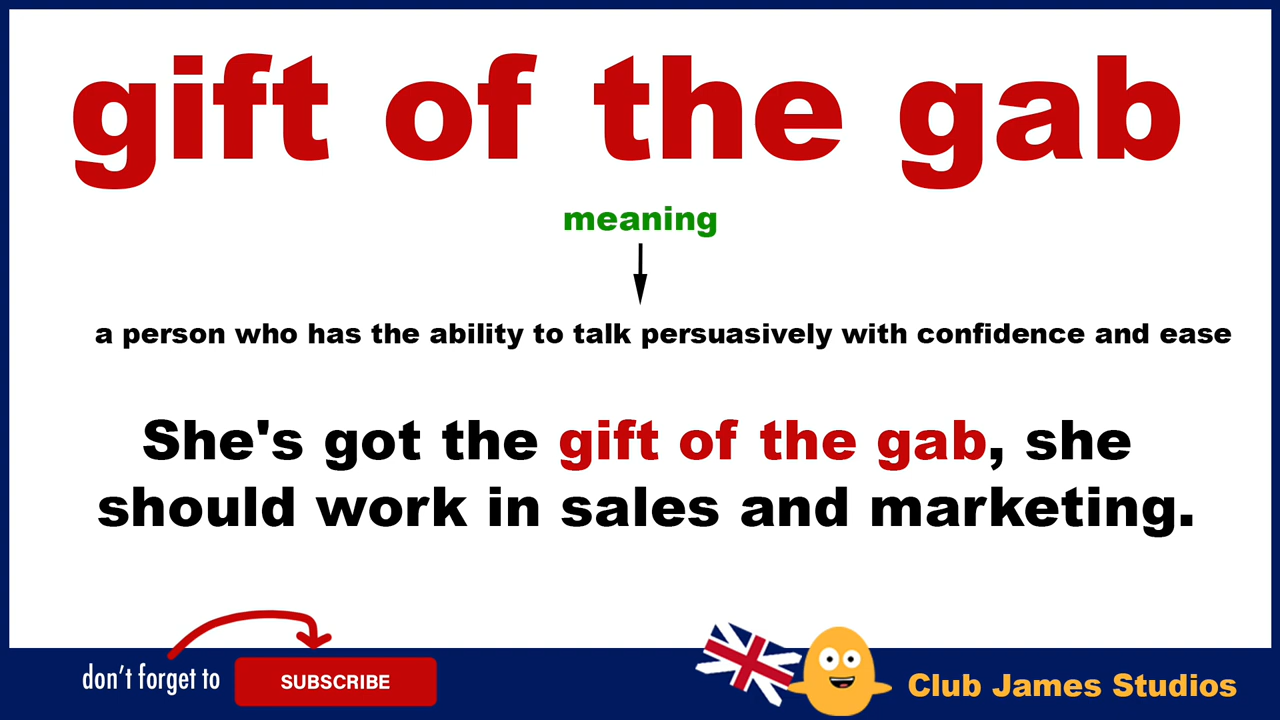 gift of the gab
meaning
a person who has the ability to talk persuasively with confidence and ease
She's got the gift of the gab, she
should work in sales and marketing.
don't forget to SUBSCRIBE
Club James Studios